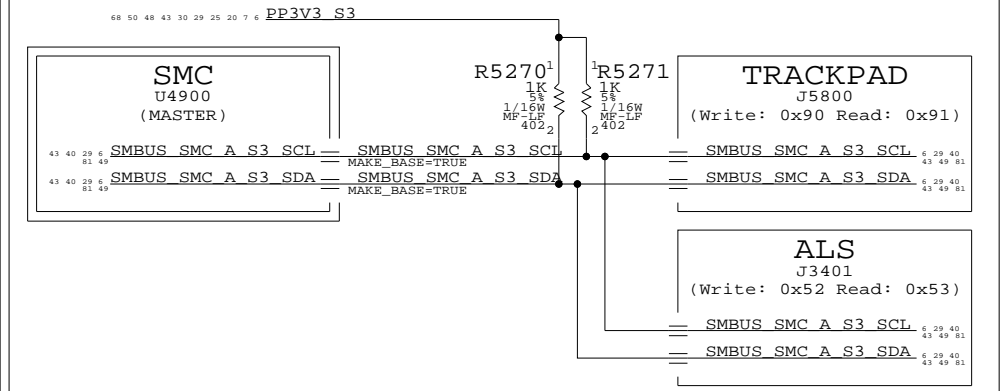 68 50 48 43 30 29 25 20 7 6 PP3V3_S3
SMC
U4900
(MASTER)
43 40 29 6
81 49
SMBUS_SMC_A_S3_SCL
43 40 29 6
81 49
SMBUS_SMC_A_S3_SDA
SMBUS_SMC_A_S3_SCL
MAKE_BASE=TRUE
SMBUS_SMC_A_S3_SDA
MAKE_BASE=TRUE
R5270
1
1K
5%
1/16W
MF-LF
402
2
R5271
1
1K
5%
1/16W
MF-LF
402
2
TRACKPAD
J5800
(Write: 0x90 Read: 0x91)
SMBUS_SMC_A_S3_SCL
6 29 40
43 49 81
SMBUS_SMC_A_S3_SDA
6 29 40
43 49 81
ALS
J3401
(Write: 0x52 Read: 0x53)
SMBUS_SMC_A_S3_SCL
6 29 40
43 49 81
SMBUS_SMC_A_S3_SDA
6 29 40
43 49 81